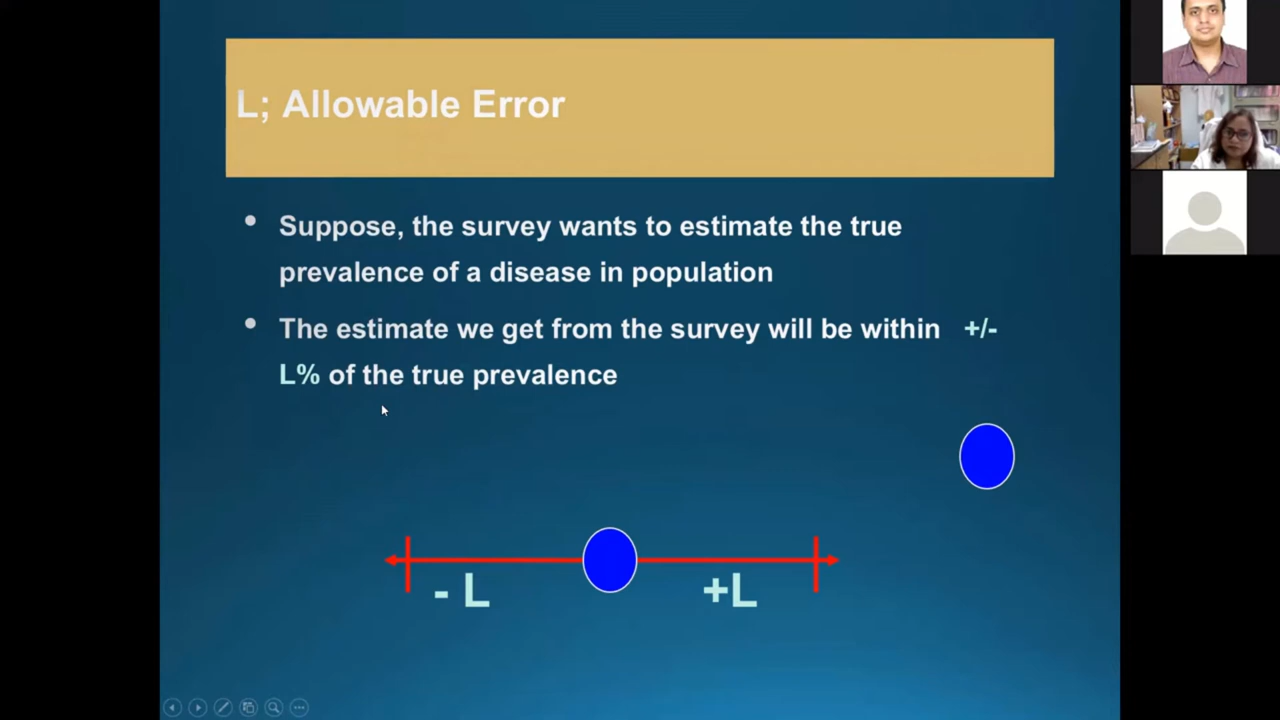 L; Allowable Error
• Suppose, the survey wants to estimate the true
prevalence of a disease in population
• The estimate we get from the survey will be within +/-
L% of the true prevalence
- L +L